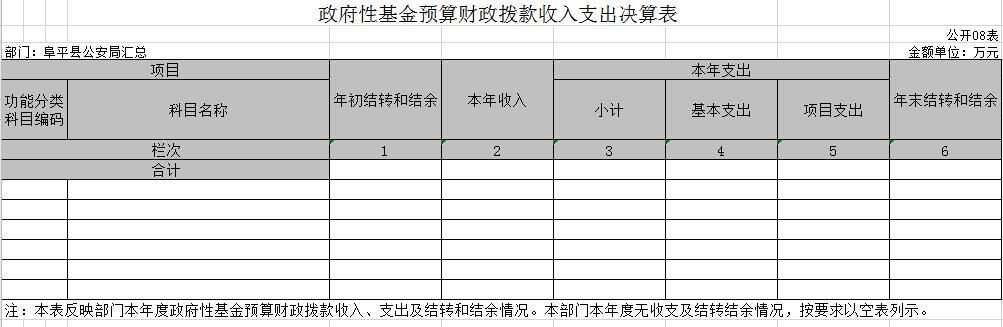 政府性基金预算财政拨款收入支出决算表
公开08表
部门：阜平县公安局汇总 金额单位：万元
项目 年初结转和结余 本年收入 本年支出 年末结转和结余
功能分类科目编码 科目名称 小计 基本支出 项目支出
栏次 1 2 3 4 5 6
合计
注：本表反映部门本年度政府性基金预算财政拨款收入、支出及结转和结余情况。本部门本年度无收支及结转结余情况，按要求以空表列示。